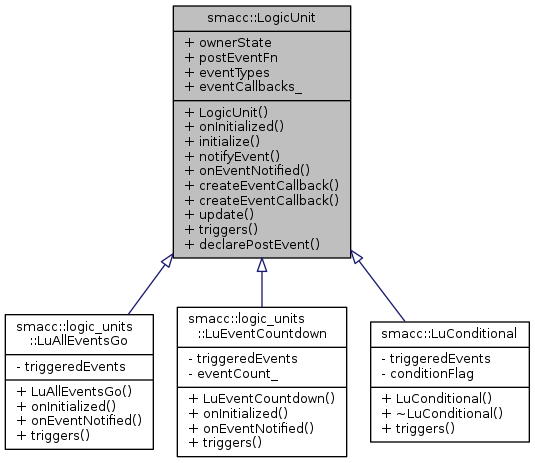 smacc::LogicUnit
+ ownerState
+ postEventFn
+ eventTypes
+ eventCallbacks_
+ LogicUnit()
+ onInitialized()
+ initialize()
+ notifyEvent()
+ onEventNotified()
+ createEventCallback()
+ createEventCallback()
+ update()
+ triggers()
+ declarePostEvent()
smacc::logic_units
::LuAllEventsGo
- triggeredEvents
+ LuAllEventsGo()
+ onInitialized()
+ onEventNotified()
+ triggers()
smacc::logic_units
::LuEventCountdown
- triggeredEvents
- eventCount_
+ LuEventCountdown()
+ onInitialized()
+ onEventNotified()
+ triggers()
smacc::LuConditional
- triggeredEvents
- conditionFlag
+ LuConditional()
+ ~LuConditional()
+ triggers()